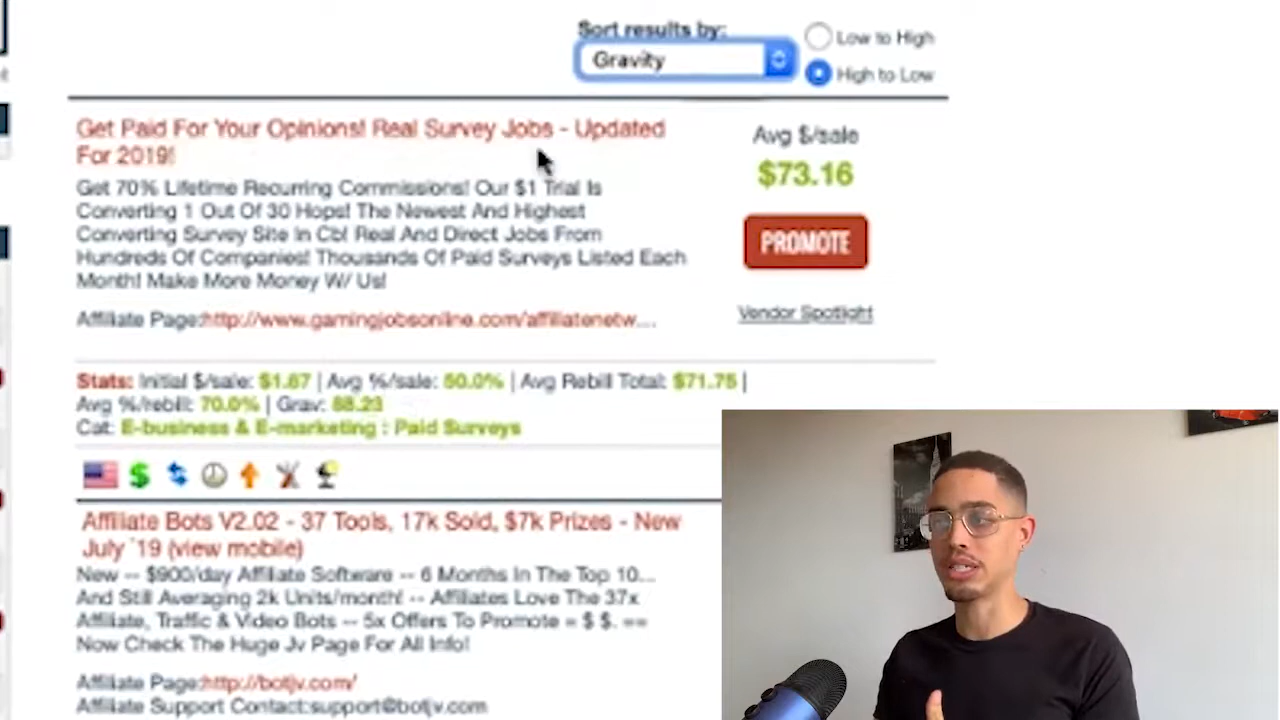 Sort results by:
Gravity
Low to High
High to Low
Get Paid For Your Opinions! Real Survey Jobs - Updated
For 2019!
Avg $/sale
$73.16
Get 70% Lifetime Recurring Commissions! Our $1 Trial Is
Converting 1 Out Of 30 Hops! The Newest And Highest
Converting Survey Site In Cb! Real And Direct Jobs From
Hundreds Of Companies! Thousands Of Paid Surveys Listed Each
Month! Make More Money W/ Us!
PROMOTE
Affiliate Page:http://www.gamingjobsonline.com/affiliatenetw...
Vendor Spotlight
Stats: Initial $/sale: $1.67 | Avg %/sale: 50.0% | Avg Rebill Total: $71.75 |
Avg %/rebill: 70.0% | Grav: 88.23
Cat: E-business & E-marketing : Paid Surveys
Affiliate Bots V2.02 - 37 Tools, 17k Sold, $7k Prizes - New
July `19 (view mobile)
New -- $900/day Affiliate Software -- 6 Months In The Top 10...
And Still Averaging 2k Units/month! -- Affiliates Love The 37x
Affiliate, Traffic & Video Bots -- 5x Offers To Promote = $ $. ==
Now Check The Huge Jv Page For All Info!
Affiliate Page:http://botjv.com/
Affiliate Support Contact:support@botjv.com